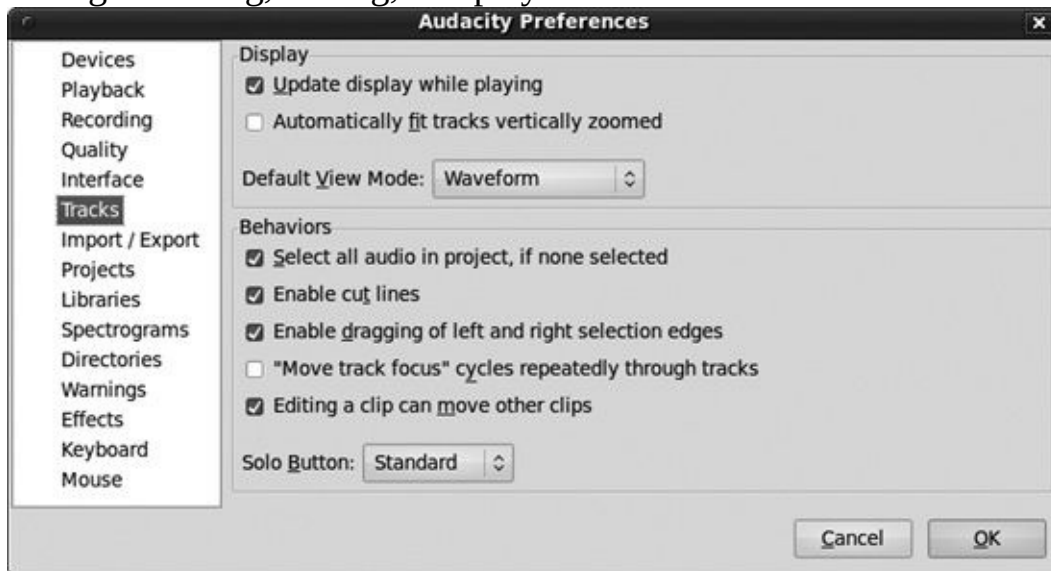 Audacity Preferences
Devices
Playback
Recording
Quality
Interface
Tracks
Import / Export
Projects
Libraries
Spectrograms
Directories
Warnings
Effects
Keyboard
Mouse
Display
Update display while playing
Automatically fit tracks vertically zoomed
Default View Mode: Waveform
Behaviors
Select all audio in project, if none selected
Enable cut lines
Enable dragging of left and right selection edges
"Move track focus" cycles repeatedly through tracks
Editing a clip can move other clips
Solo Button: Standard
Cancel OK